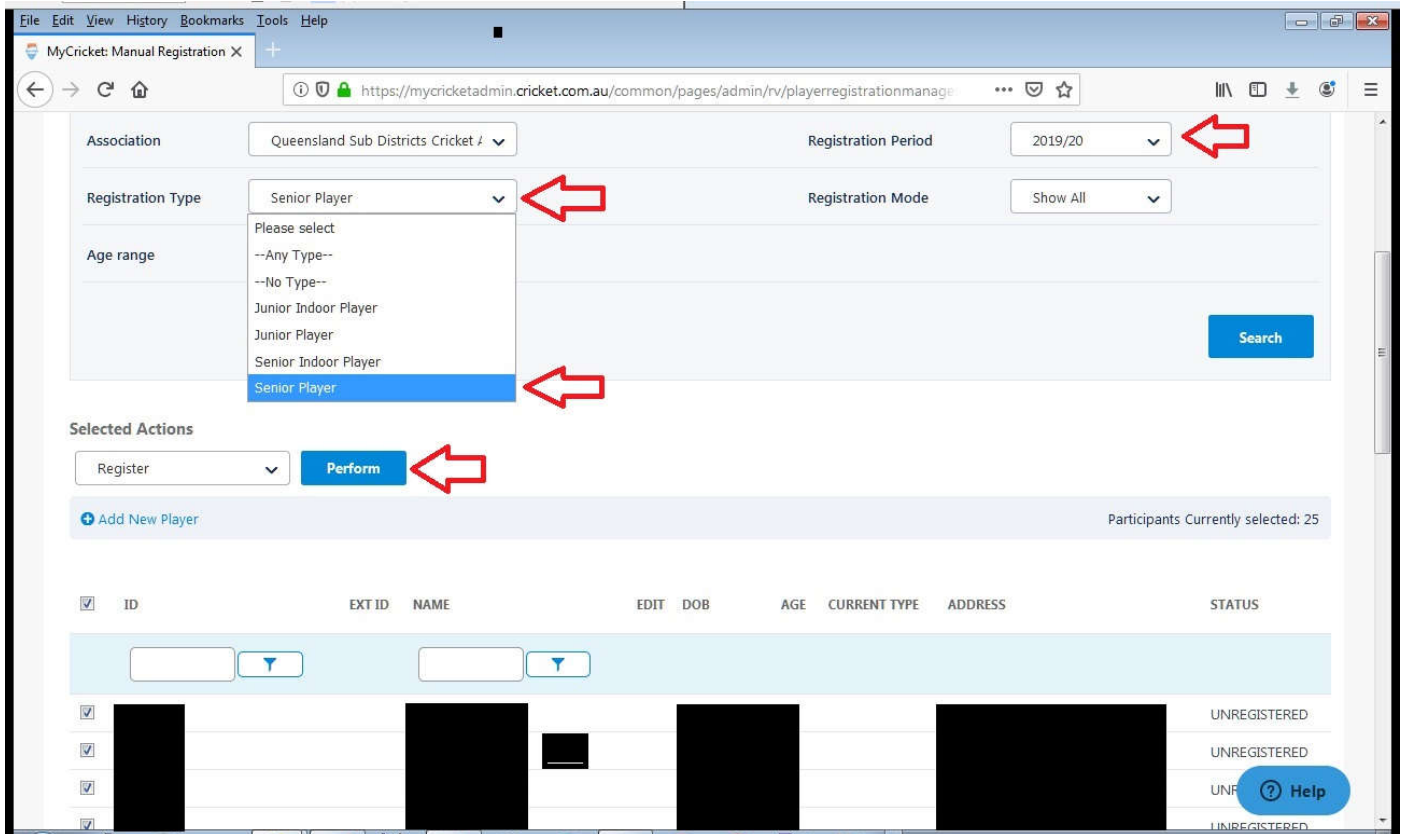 File Edit View History Bookmarks Tools Help
MyCricket: Manual Registration
https://mycricketadmin.cricket.com.au/common/pages/admin/rv/playerregistrationmanage
Association Queensland Sub Districts Cricket Registration Period 2019/20
Registration Type Senior Player Registration Mode Show All
Please select
Age range --Any Type--
--No Type--
Junior Indoor Player
Junior Player
Search
Senior Indoor Player
Senior Player
Selected Actions
Register Perform
Add New Player Participants Currently selected: 25
ID EXT ID NAME EDIT DOB AGE CURRENT TYPE ADDRESS STATUS
UNREGISTERED
UNREGISTERED
Help
UNREGISTERED